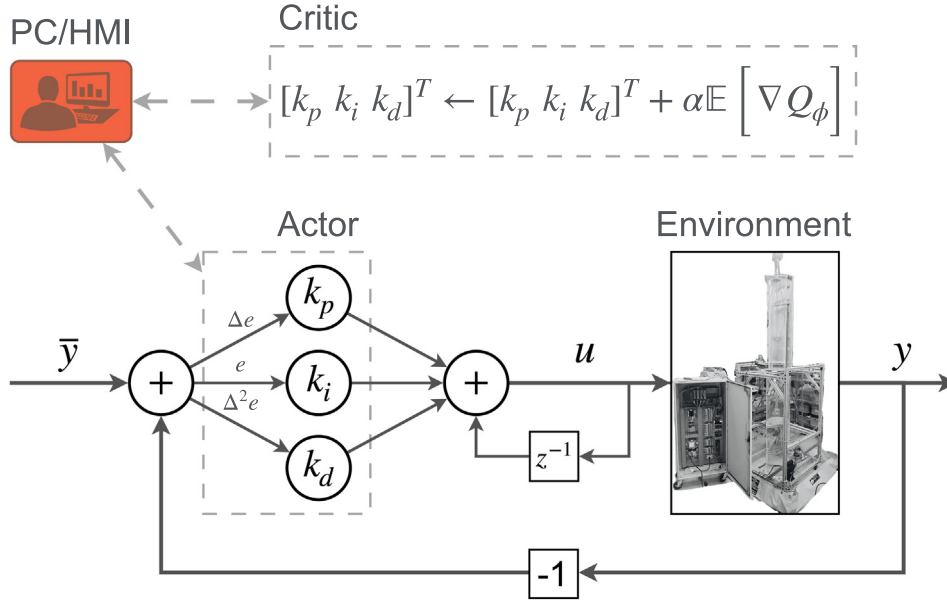 PC/HMI
Critic
[k_p k_i k_d]^T ← [k_p k_i k_d]^T + α𝔼 [ ∇Q_ϕ ]
Actor
Environment
k_p
Δe
ȳ
u
y
+
e
k_i
+
Δ²e
k_d
z⁻¹
-1